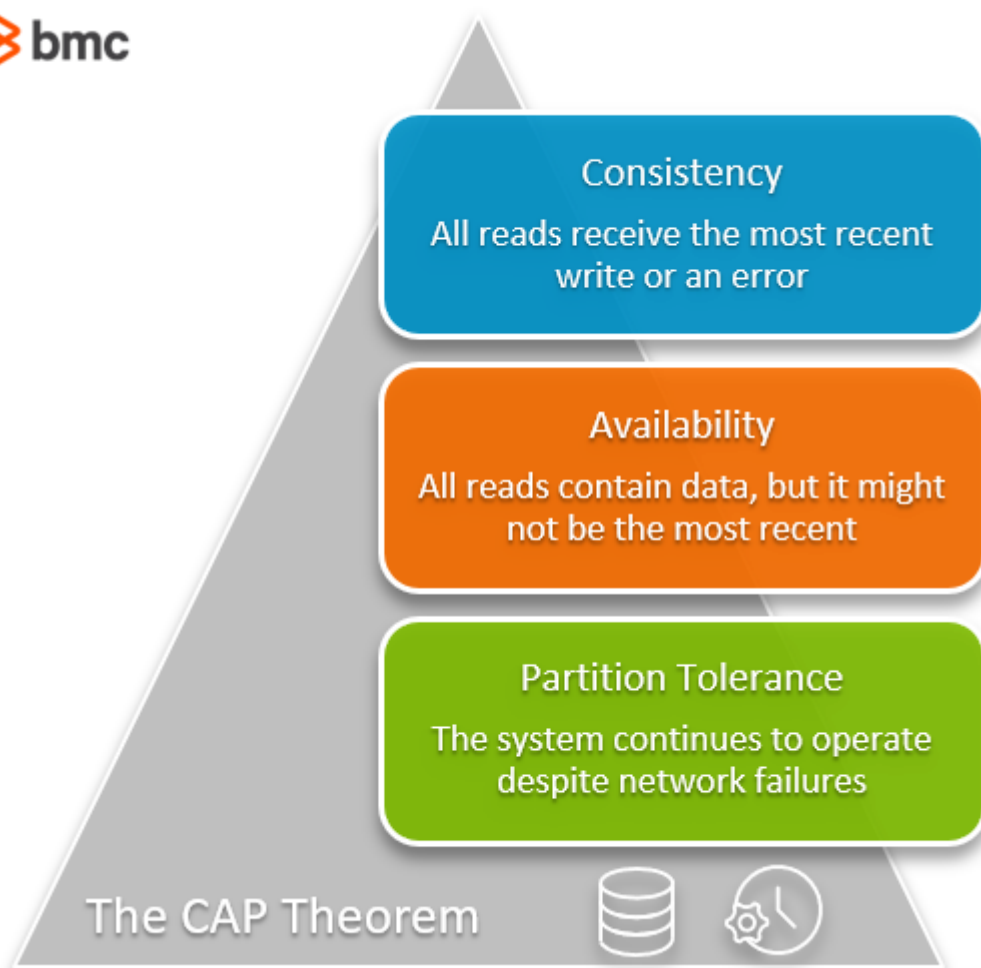 bmc
Consistency
All reads receive the most recent
write or an error
Availability
All reads contain data, but it might
not be the most recent
Partition Tolerance
The system continues to operate
despite network failures
The CAP Theorem